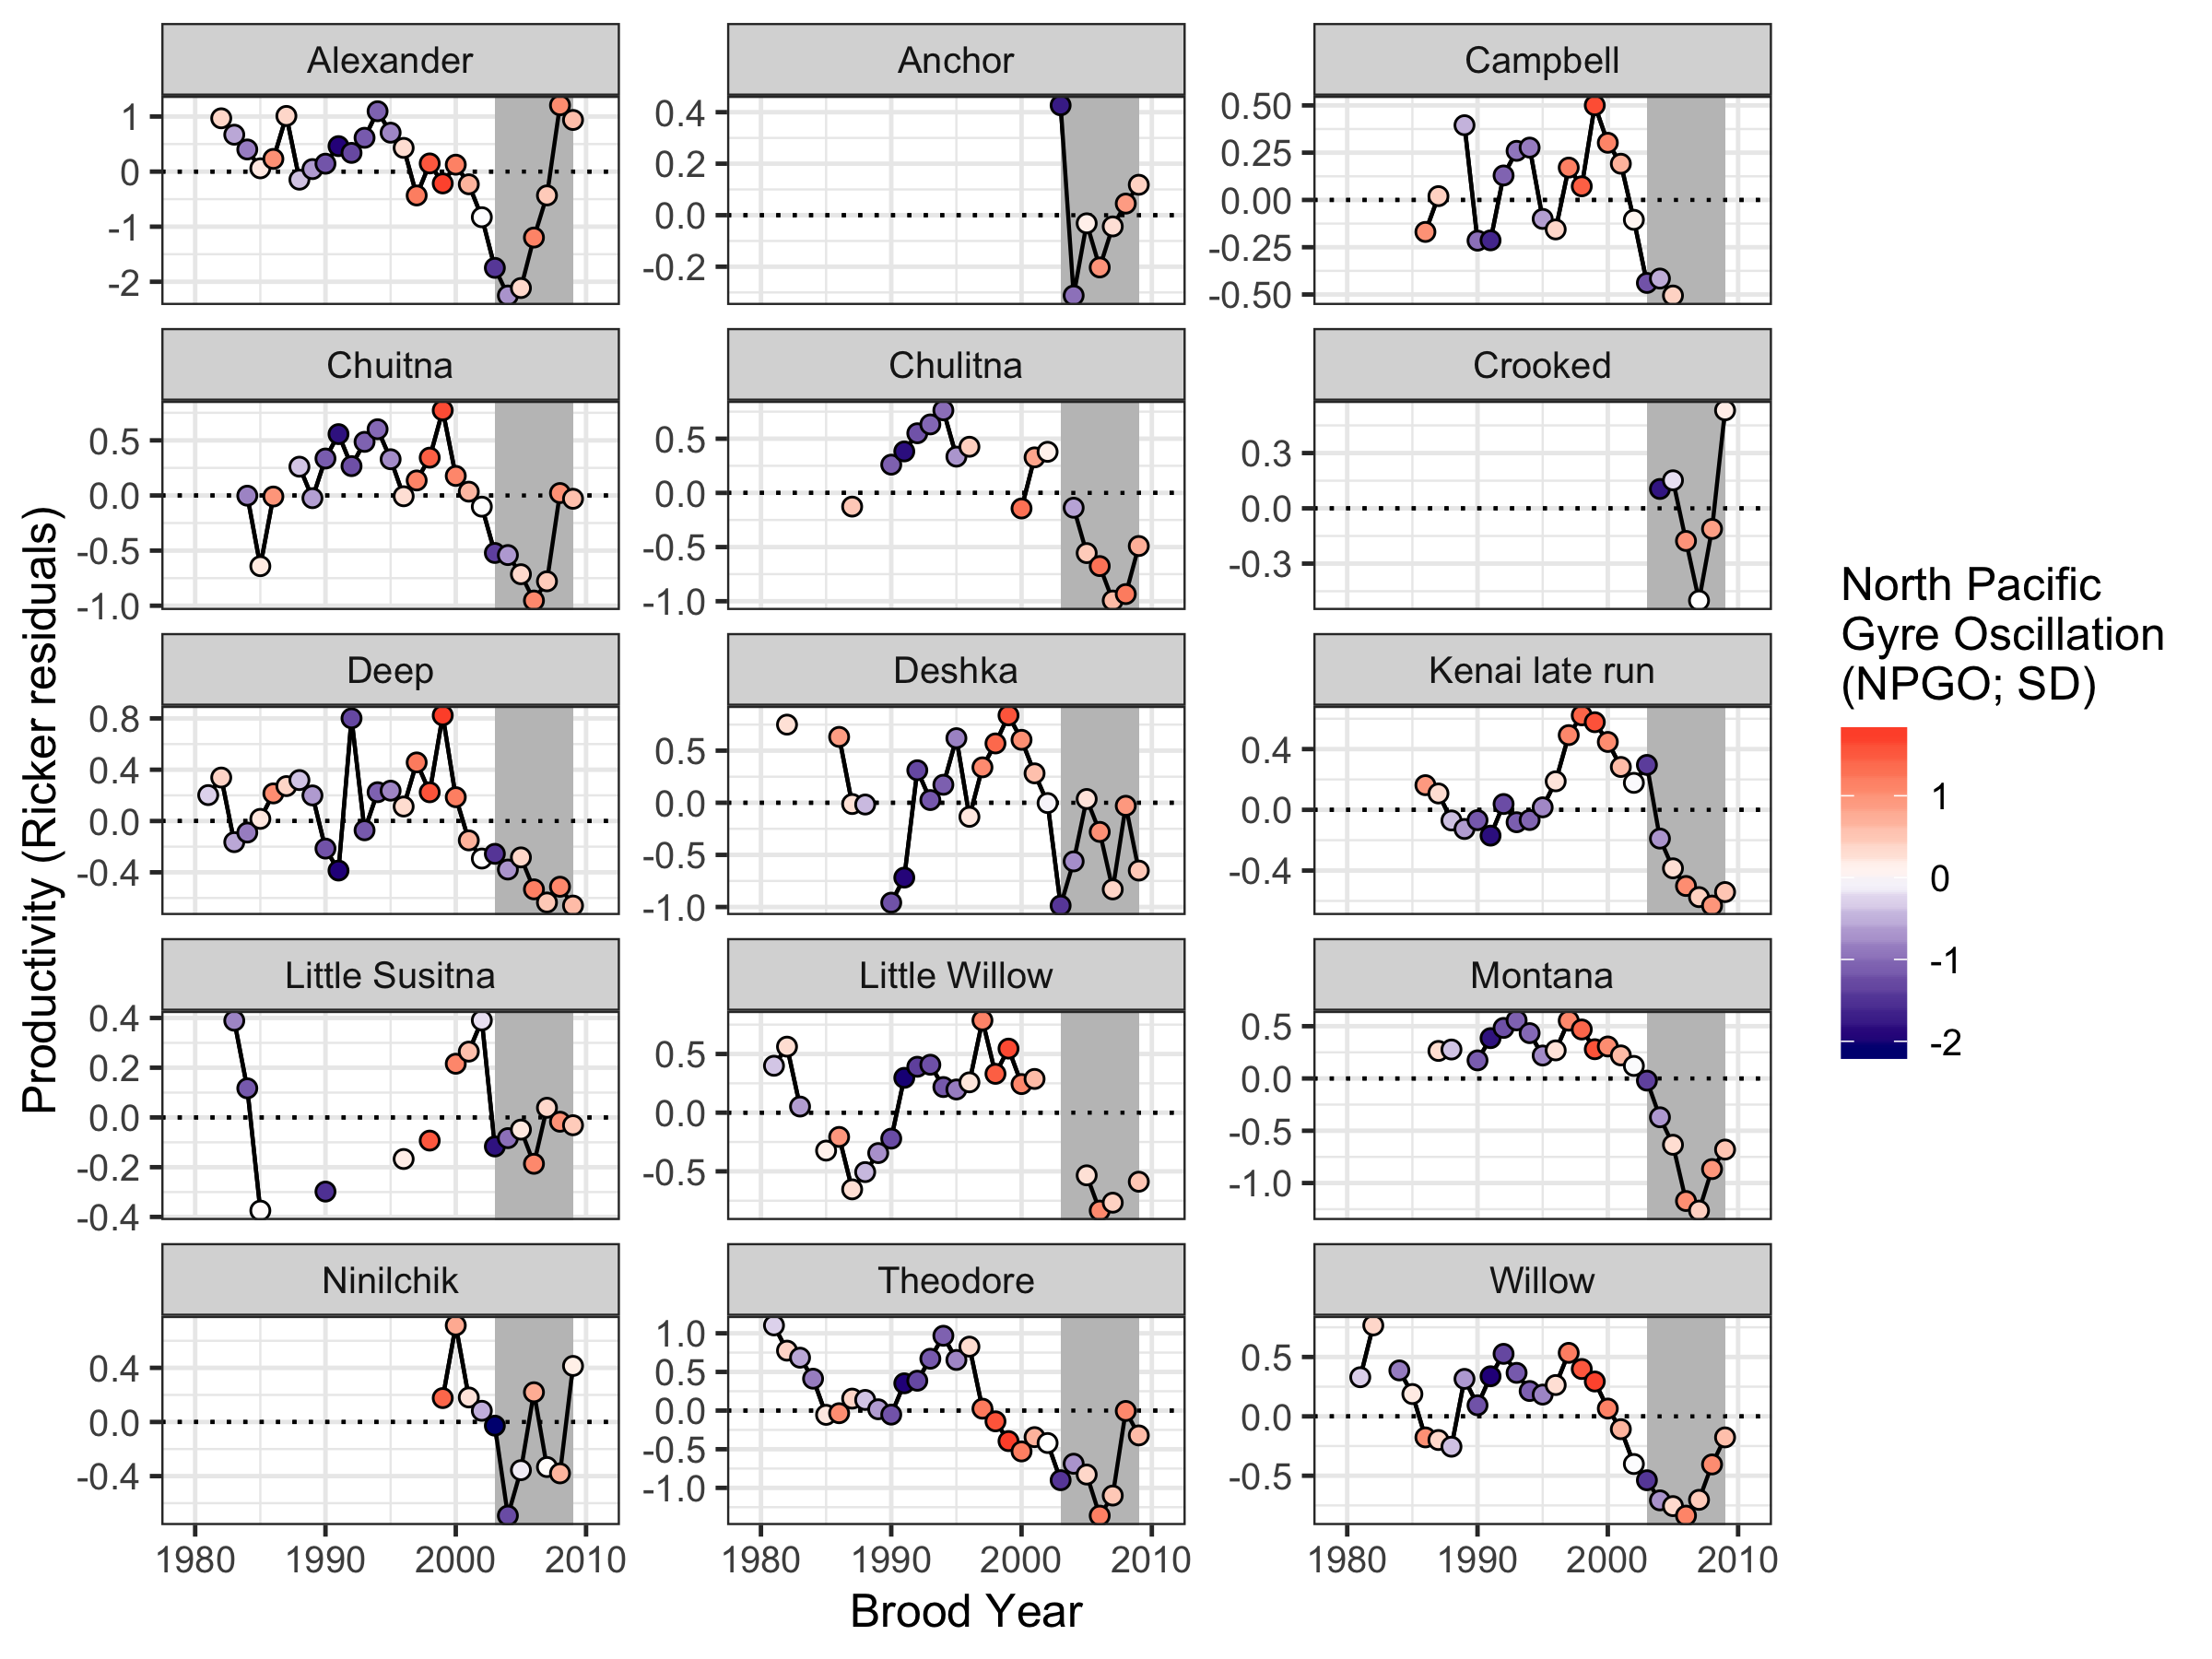 Alexander
Anchor
Campbell
1
0
-1
-2
0.4
0.2
0.0
-0.2
0.50
0.25
0.00
-0.25
-0.50
Chuitna
Chulitna
Crooked
0.5
0.0
-0.5
-1.0
0.5
0.0
-0.5
-1.0
0.3
0.0
-0.3
Deep
Deshka
Kenai late run
0.8
0.4
0.0
-0.4
0.5
0.0
-0.5
-1.0
0.4
0.0
-0.4
Little Susitna
Little Willow
Montana
0.4
0.2
0.0
-0.2
-0.4
0.5
0.0
-0.5
0.5
0.0
-0.5
-1.0
Ninilchik
Theodore
Willow
0.4
0.0
-0.4
1.0
0.5
0.0
-0.5
-1.0
0.5
0.0
-0.5
1980 1990 2000 2010
1980 1990 2000 2010
1980 1990 2000 2010
Brood Year
Productivity (Ricker residuals)
North Pacific
Gyre Oscillation
(NPGO; SD)
1
0
-1
-2